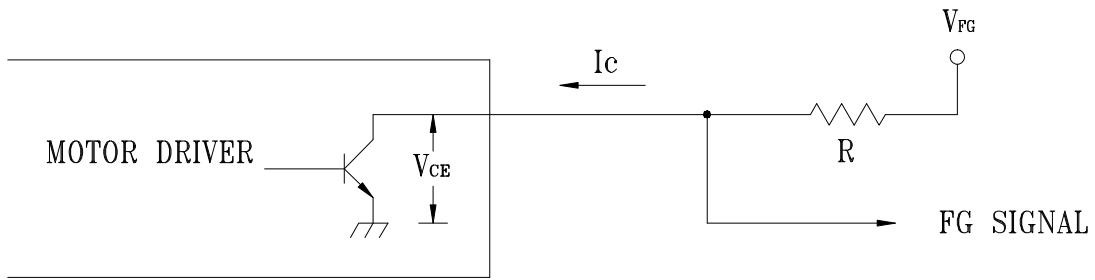 VFG
Ic
MOTOR DRIVER
VCE
R
FG SIGNAL